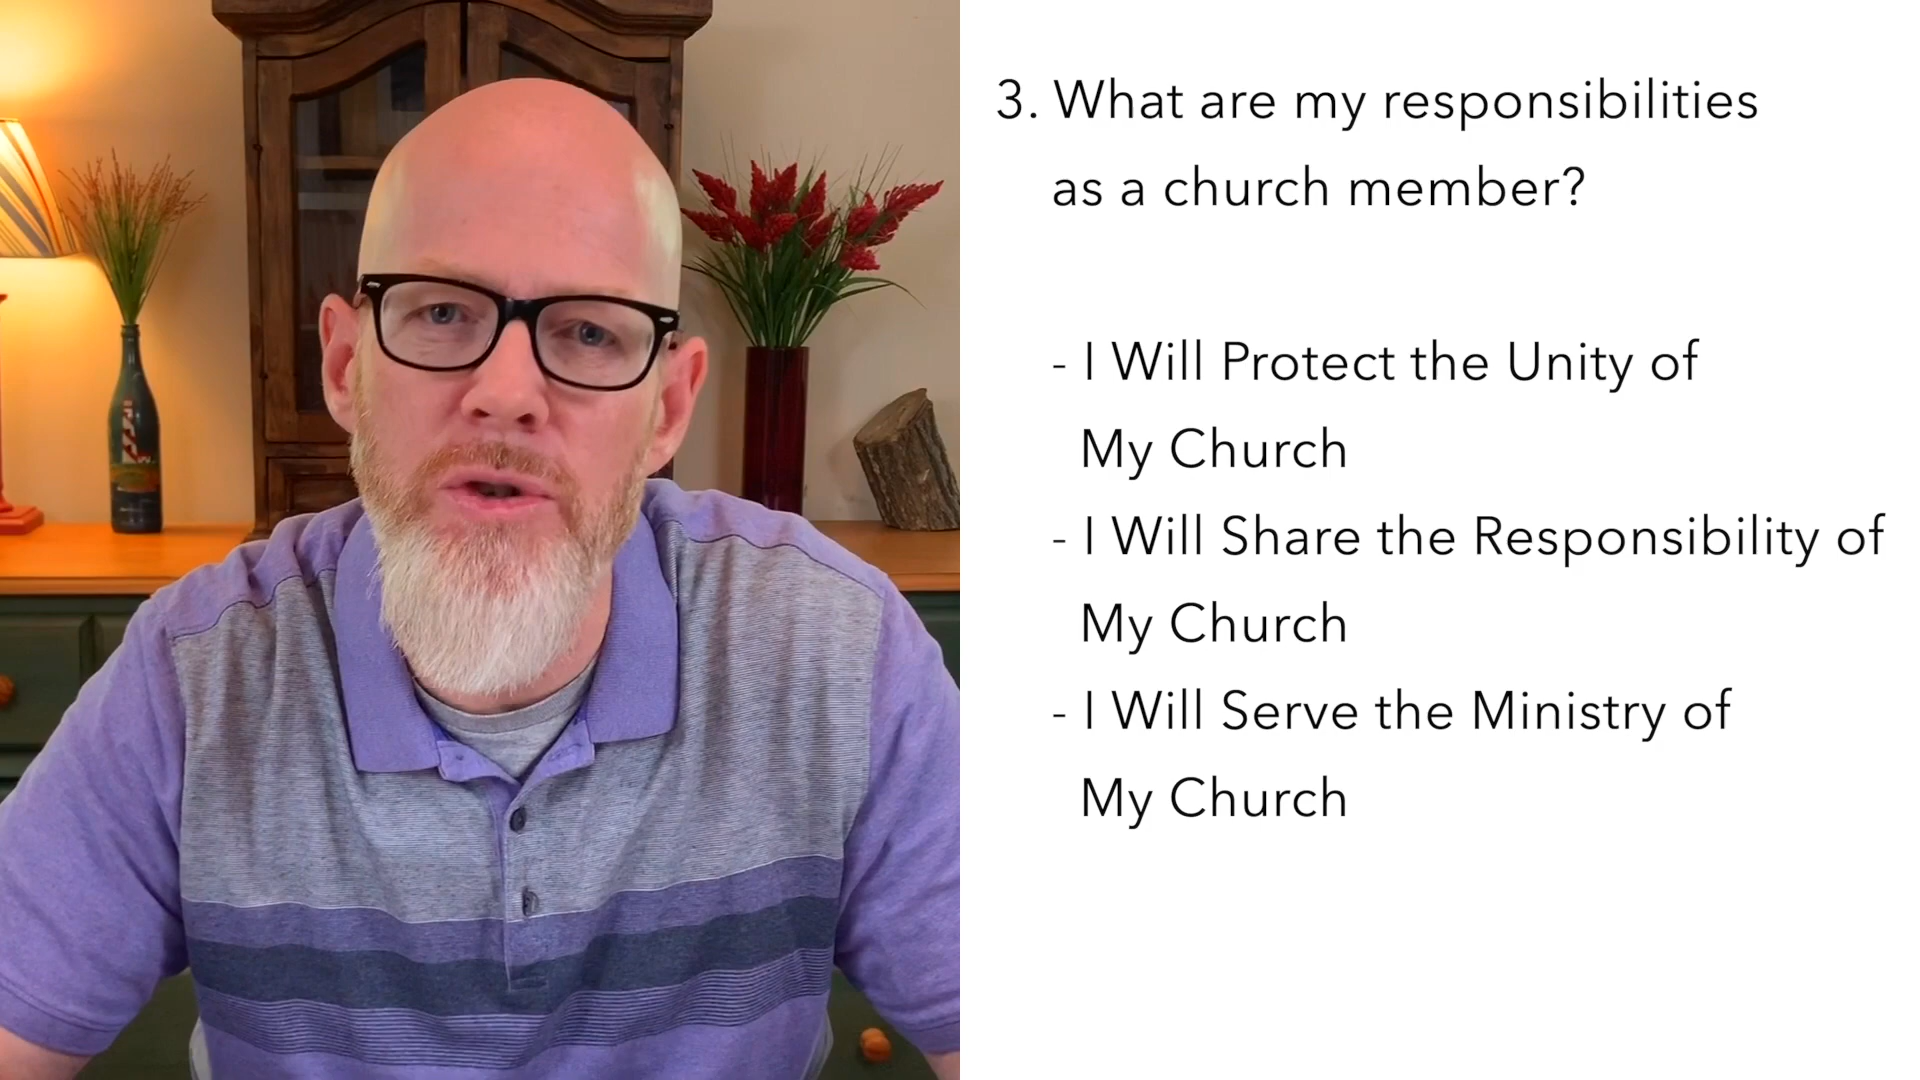 3. What are my responsibilities
as a church member?
- I Will Protect the Unity of
My Church
- I Will Share the Responsibility of
My Church
- I Will Serve the Ministry of
My Church